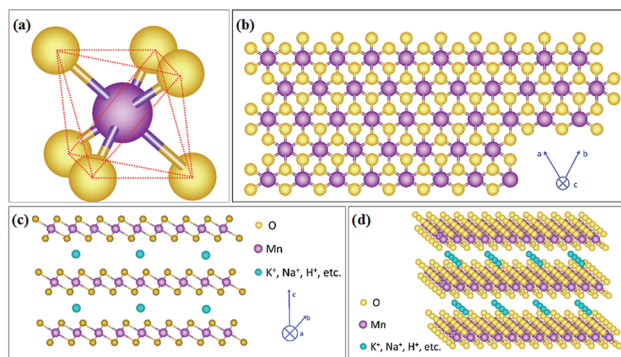 (a)
(b)
a
b
c
(c)
O
Mn
K⁺, Na⁺, H⁺, etc.
c
b
a
(d)
O
Mn
K⁺, Na⁺, H⁺, etc.